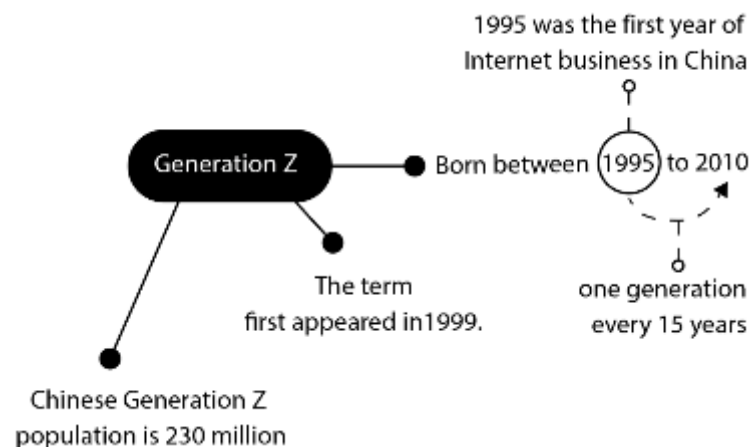 1995 was the first year of
Internet business in China
Generation Z
Born between 1995 to 2010
The term
first appeared in1999.
one generation
every 15 years
Chinese Generation Z
population is 230 million